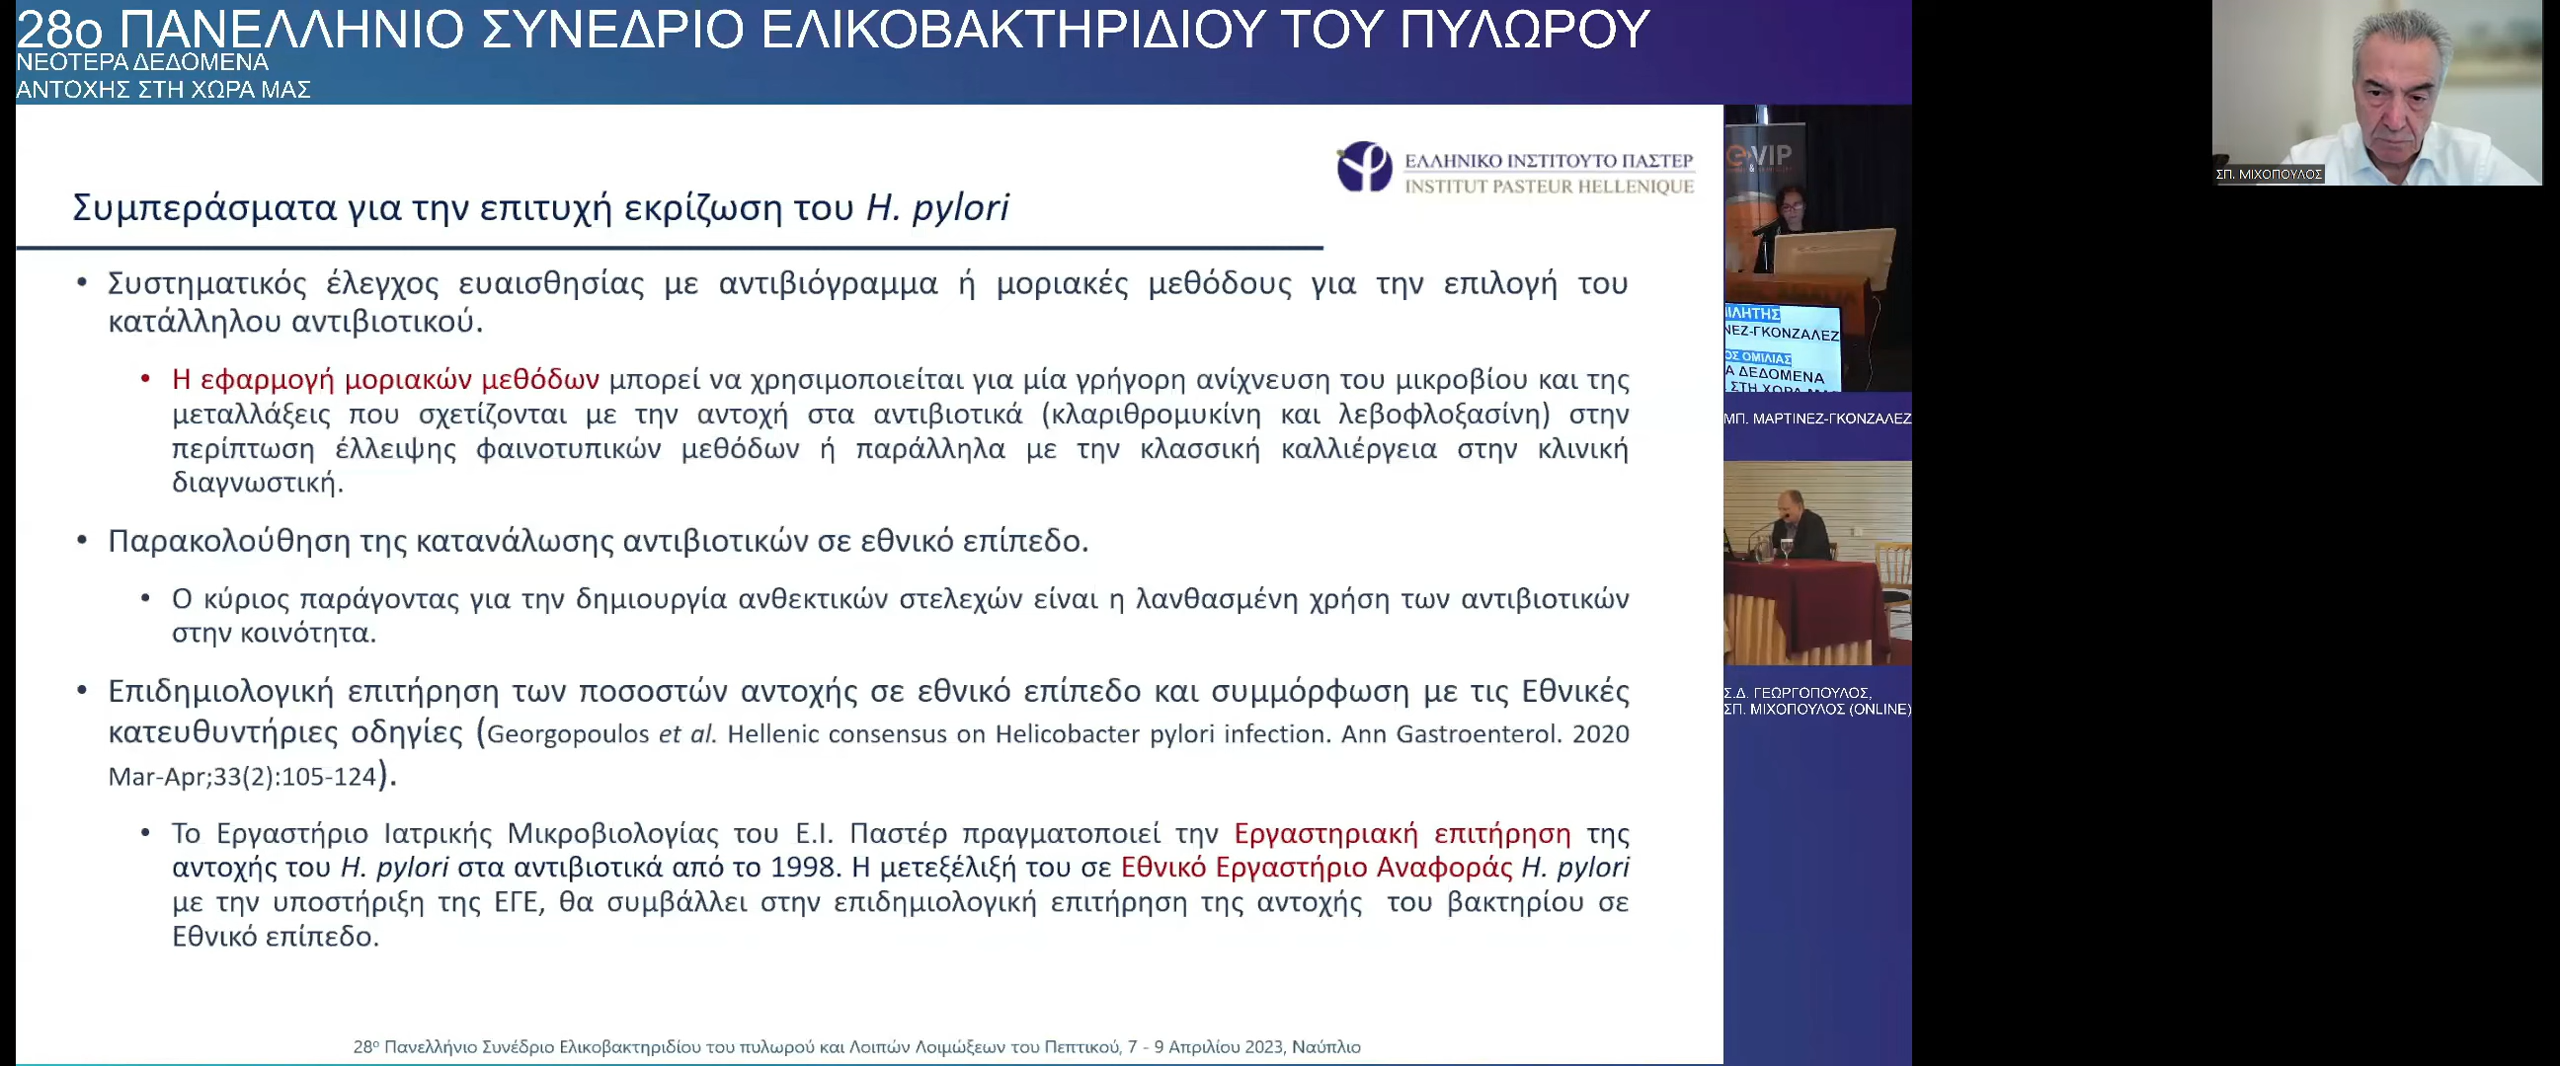 28ο ΠΑΝΕΛΛΗΝΙΟ ΣΥΝΕΔΡΙΟ ΕΛΙΚΟΒΑΚΤΗΡΙΔΙΟΥ ΤΟΥ ΠΥΛΩΡΟΥ
ΝΕΟΤΕΡΑ ΔΕΔΟΜΕΝΑ
ΑΝΤΟΧΗΣ ΣΤΗ ΧΩΡΑ ΜΑΣ
ΕΛΛΗΝΙΚΟ ΙΝΣΤΙΤΟΥΤΟ ΠΑΣΤΕΡ
INSTITUT PASTEUR HELLENIQUE
Συμπεράσματα για την επιτυχή εκρίζωση του H. pylori
• Συστηματικός έλεγχος ευαισθησίας με αντιβιόγραμμα ή μοριακές μεθόδους για την επιλογή του
κατάλληλου αντιβιοτικού.
• Η εφαρμογή μοριακών μεθόδων μπορεί να χρησιμοποιείται για μία γρήγορη ανίχνευση του μικροβίου και της
μεταλλάξεις που σχετίζονται με την αντοχή στα αντιβιοτικά (κλαριθρομυκίνη και λεβοφλοξασίνη) στην
περίπτωση έλλειψης φαινοτυπικών μεθόδων ή παράλληλα με την κλασσική καλλιέργεια στην κλινική
διαγνωστική.
• Παρακολούθηση της κατανάλωσης αντιβιοτικών σε εθνικό επίπεδο.
• Ο κύριος παράγοντας για την δημιουργία ανθεκτικών στελεχών είναι η λανθασμένη χρήση των αντιβιοτικών
στην κοινότητα.
• Επιδημιολογική επιτήρηση των ποσοστών αντοχής σε εθνικό επίπεδο και συμμόρφωση με τις Εθνικές
κατευθυντήριες οδηγίες (Georgopoulos et al. Hellenic consensus on Helicobacter pylori infection. Ann Gastroenterol. 2020
Mar-Apr;33(2):105-124).
• Το Εργαστήριο Ιατρικής Μικροβιολογίας του Ε.Ι. Παστέρ πραγματοποιεί την Εργαστηριακή επιτήρηση της
αντοχής του H. pylori στα αντιβιοτικά από το 1998. Η μετεξέλιξή του σε Εθνικό Εργαστήριο Αναφοράς H. pylori
με την υποστήριξη της ΕΓΕ, θα συμβάλλει στην επιδημιολογική επιτήρηση της αντοχής του βακτηρίου σε
Εθνικό επίπεδο.
28ο Πανελλήνιο Συνέδριο Ελικοβακτηριδίου του πυλωρού και Λοιπών Λοιμώξεων του Πεπτικού, 7 - 9 Απριλίου 2023, Ναύπλιο
VIP
ΙΛΗΤΗΣ
ΝΕΖ-ΓΚΟΝΖΑΛΕΖ
ΟΣ ΟΜΙΛΙΑΣ
Α ΔΕΔΟΜΕΝΑ
ΣΤΗ ΧΩΡΑ ΜΑΣ
ΜΠ. ΜΑΡΤΙΝΕΖ-ΓΚΟΝΖΑΛΕΖ
Σ.Δ. ΓΕΩΡΓΟΠΟΥΛΟΣ,
ΣΠ. ΜΙΧΟΠΟΥΛΟΣ (ONLINE)
ΣΠ. ΜΙΧΟΠΟΥΛΟΣ